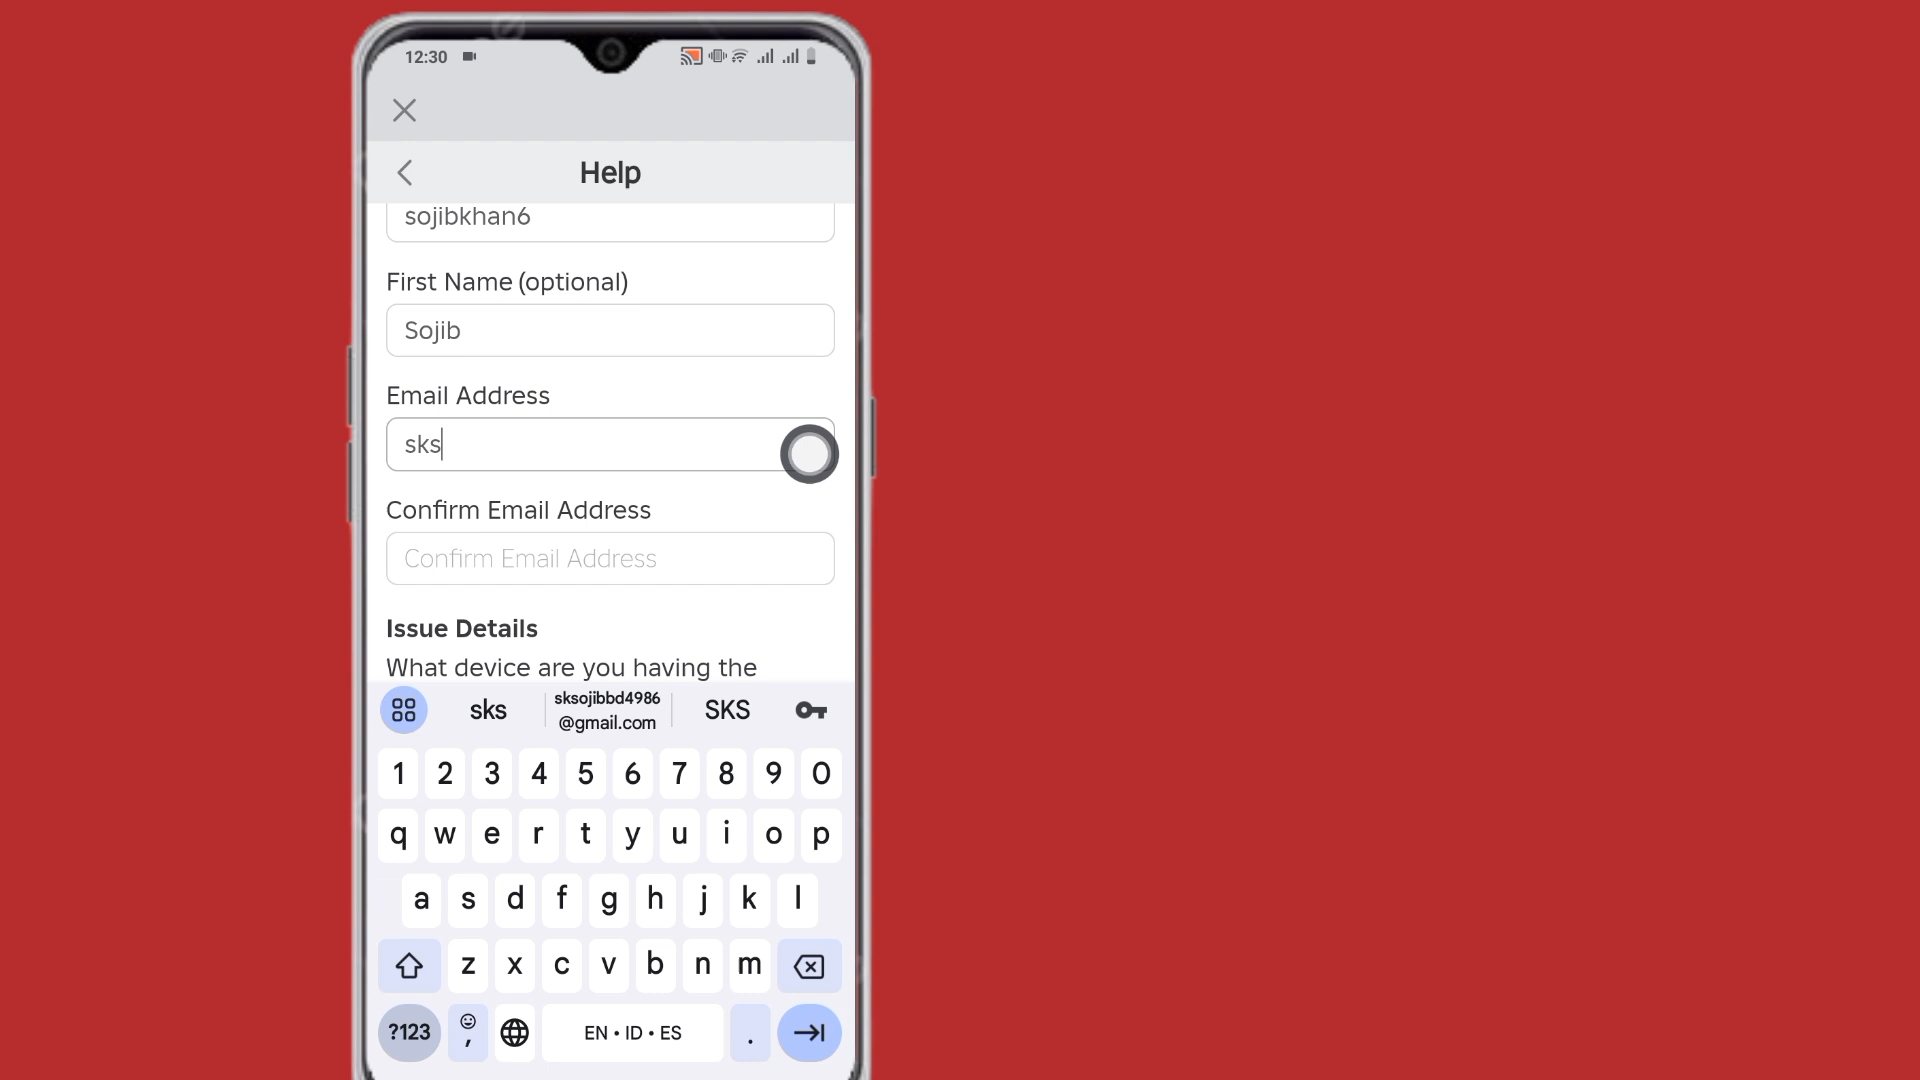 12:30
Help
sojibkhan6
First Name (optional)
Sojib
Email Address
sks
Confirm Email Address
Confirm Email Address
Issue Details
What device are you having the
sks
sksojibbd4986
@gmail.com
SKS
1 2 3 4 5 6 7 8 9 0
q w e r t y u i o p
a s d f g h j k l
z x c v b n m
?123 , EN • ID • ES .